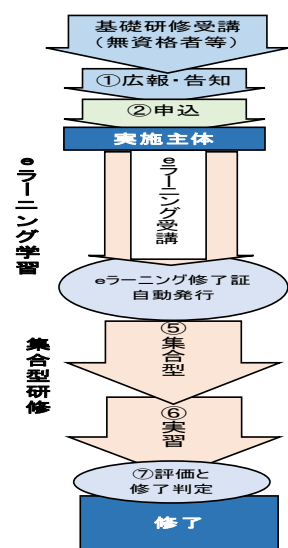 基礎研修受講
(無資格者等)
①広報・告知
②申込
実施主体
eラーニング学習
eラーニング受講
eラーニング修了証
自動発行
集合型研修
⑤集合型
⑥実習
⑦評価と
修了判定
修了